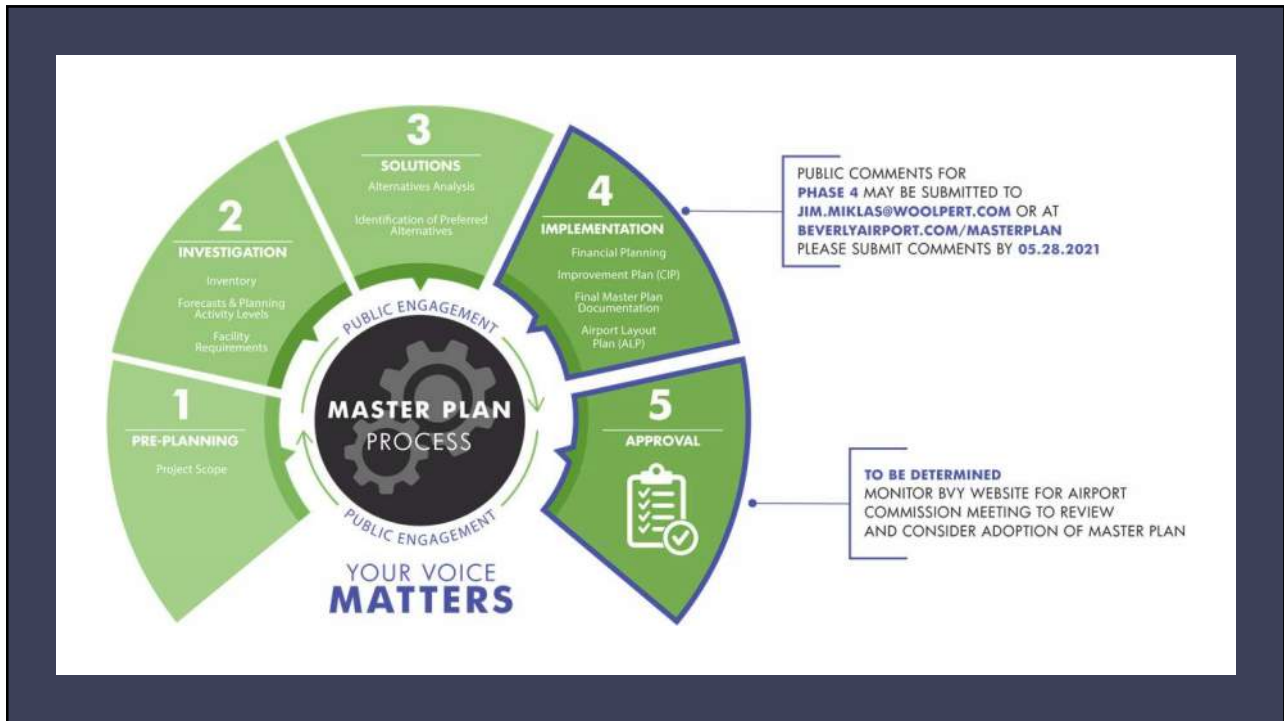 1
PRE-PLANNING
Project Scope
2
INVESTIGATION
Inventory
Forecasts & Planning
Activity Levels
Facility
Requirements
3
SOLUTIONS
Alternatives Analysis
Identification of Preferred
Alternatives
4
IMPLEMENTATION
Financial Planning
Improvement Plan (CIP)
Final Master Plan
Documentation
Airport Layout
Plan (ALP)
5
APPROVAL
PUBLIC ENGAGEMENT
MASTER PLAN
PROCESS
PUBLIC ENGAGEMENT
YOUR VOICE
MATTERS
PUBLIC COMMENTS FOR
PHASE 4 MAY BE SUBMITTED TO
JIM.MIKLAS@WOOLPERT.COM OR AT
BEVERLYAIRPORT.COM/MASTERPLAN
PLEASE SUBMIT COMMENTS BY 05.28.2021
TO BE DETERMINED
MONITOR BVY WEBSITE FOR AIRPORT
COMMISSION MEETING TO REVIEW
AND CONSIDER ADOPTION OF MASTER PLAN